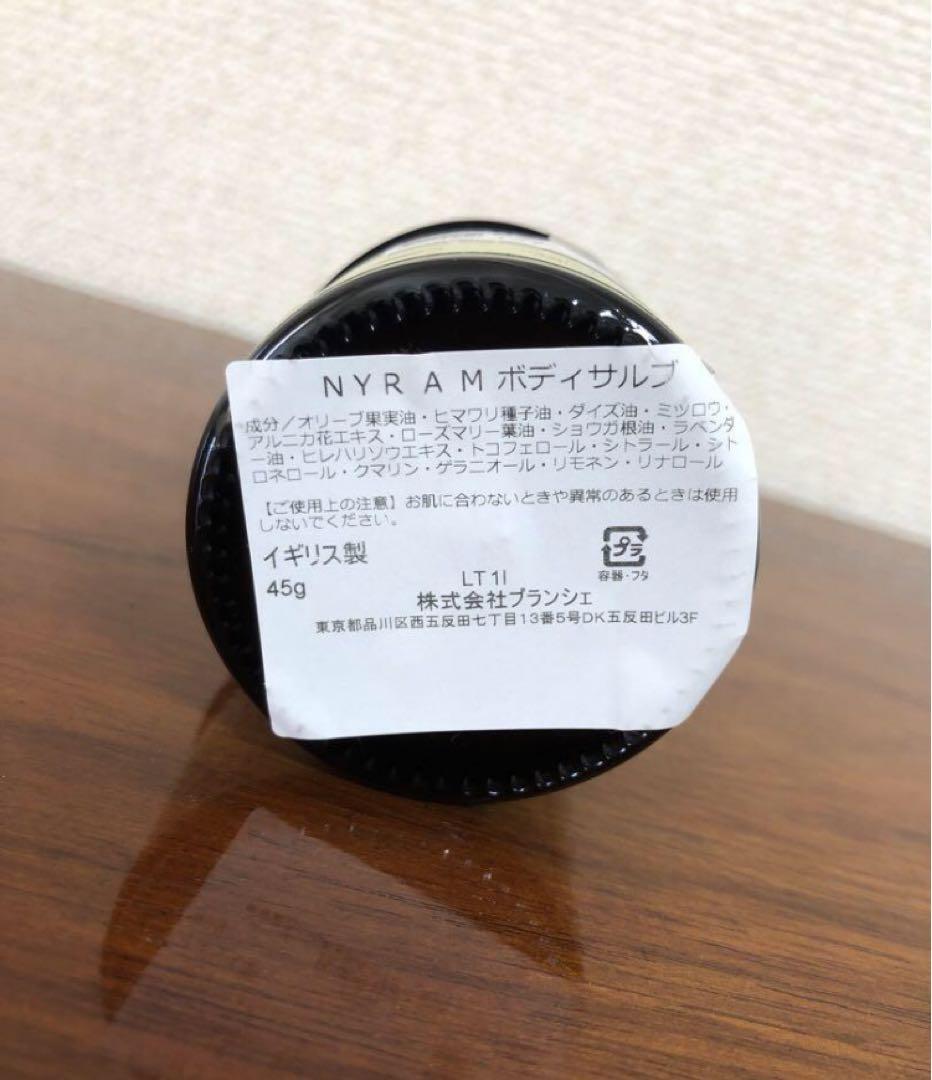 NYR A M ボディサルブ
成分／オリーブ果実油・ヒマワリ種子油・ダイズ油・ミツロウ・
アルニカ花エキス・ローズマリー葉油・ショウガ根油・ラベンダ
ー油・ヒレハリソウエキス・トコフェロール・シトラール・シト
ロネロール・クマリン・ゲラニオール・リモネン・リナロール
【ご使用上の注意】お肌に合わないときや異常のあるときは使用
しないでください。
イギリス製
プラ
容器・フタ
45g
LT1I
株式会社ブランシェ
東京都品川区西五反田七丁目13番5号DK五反田ビル3F